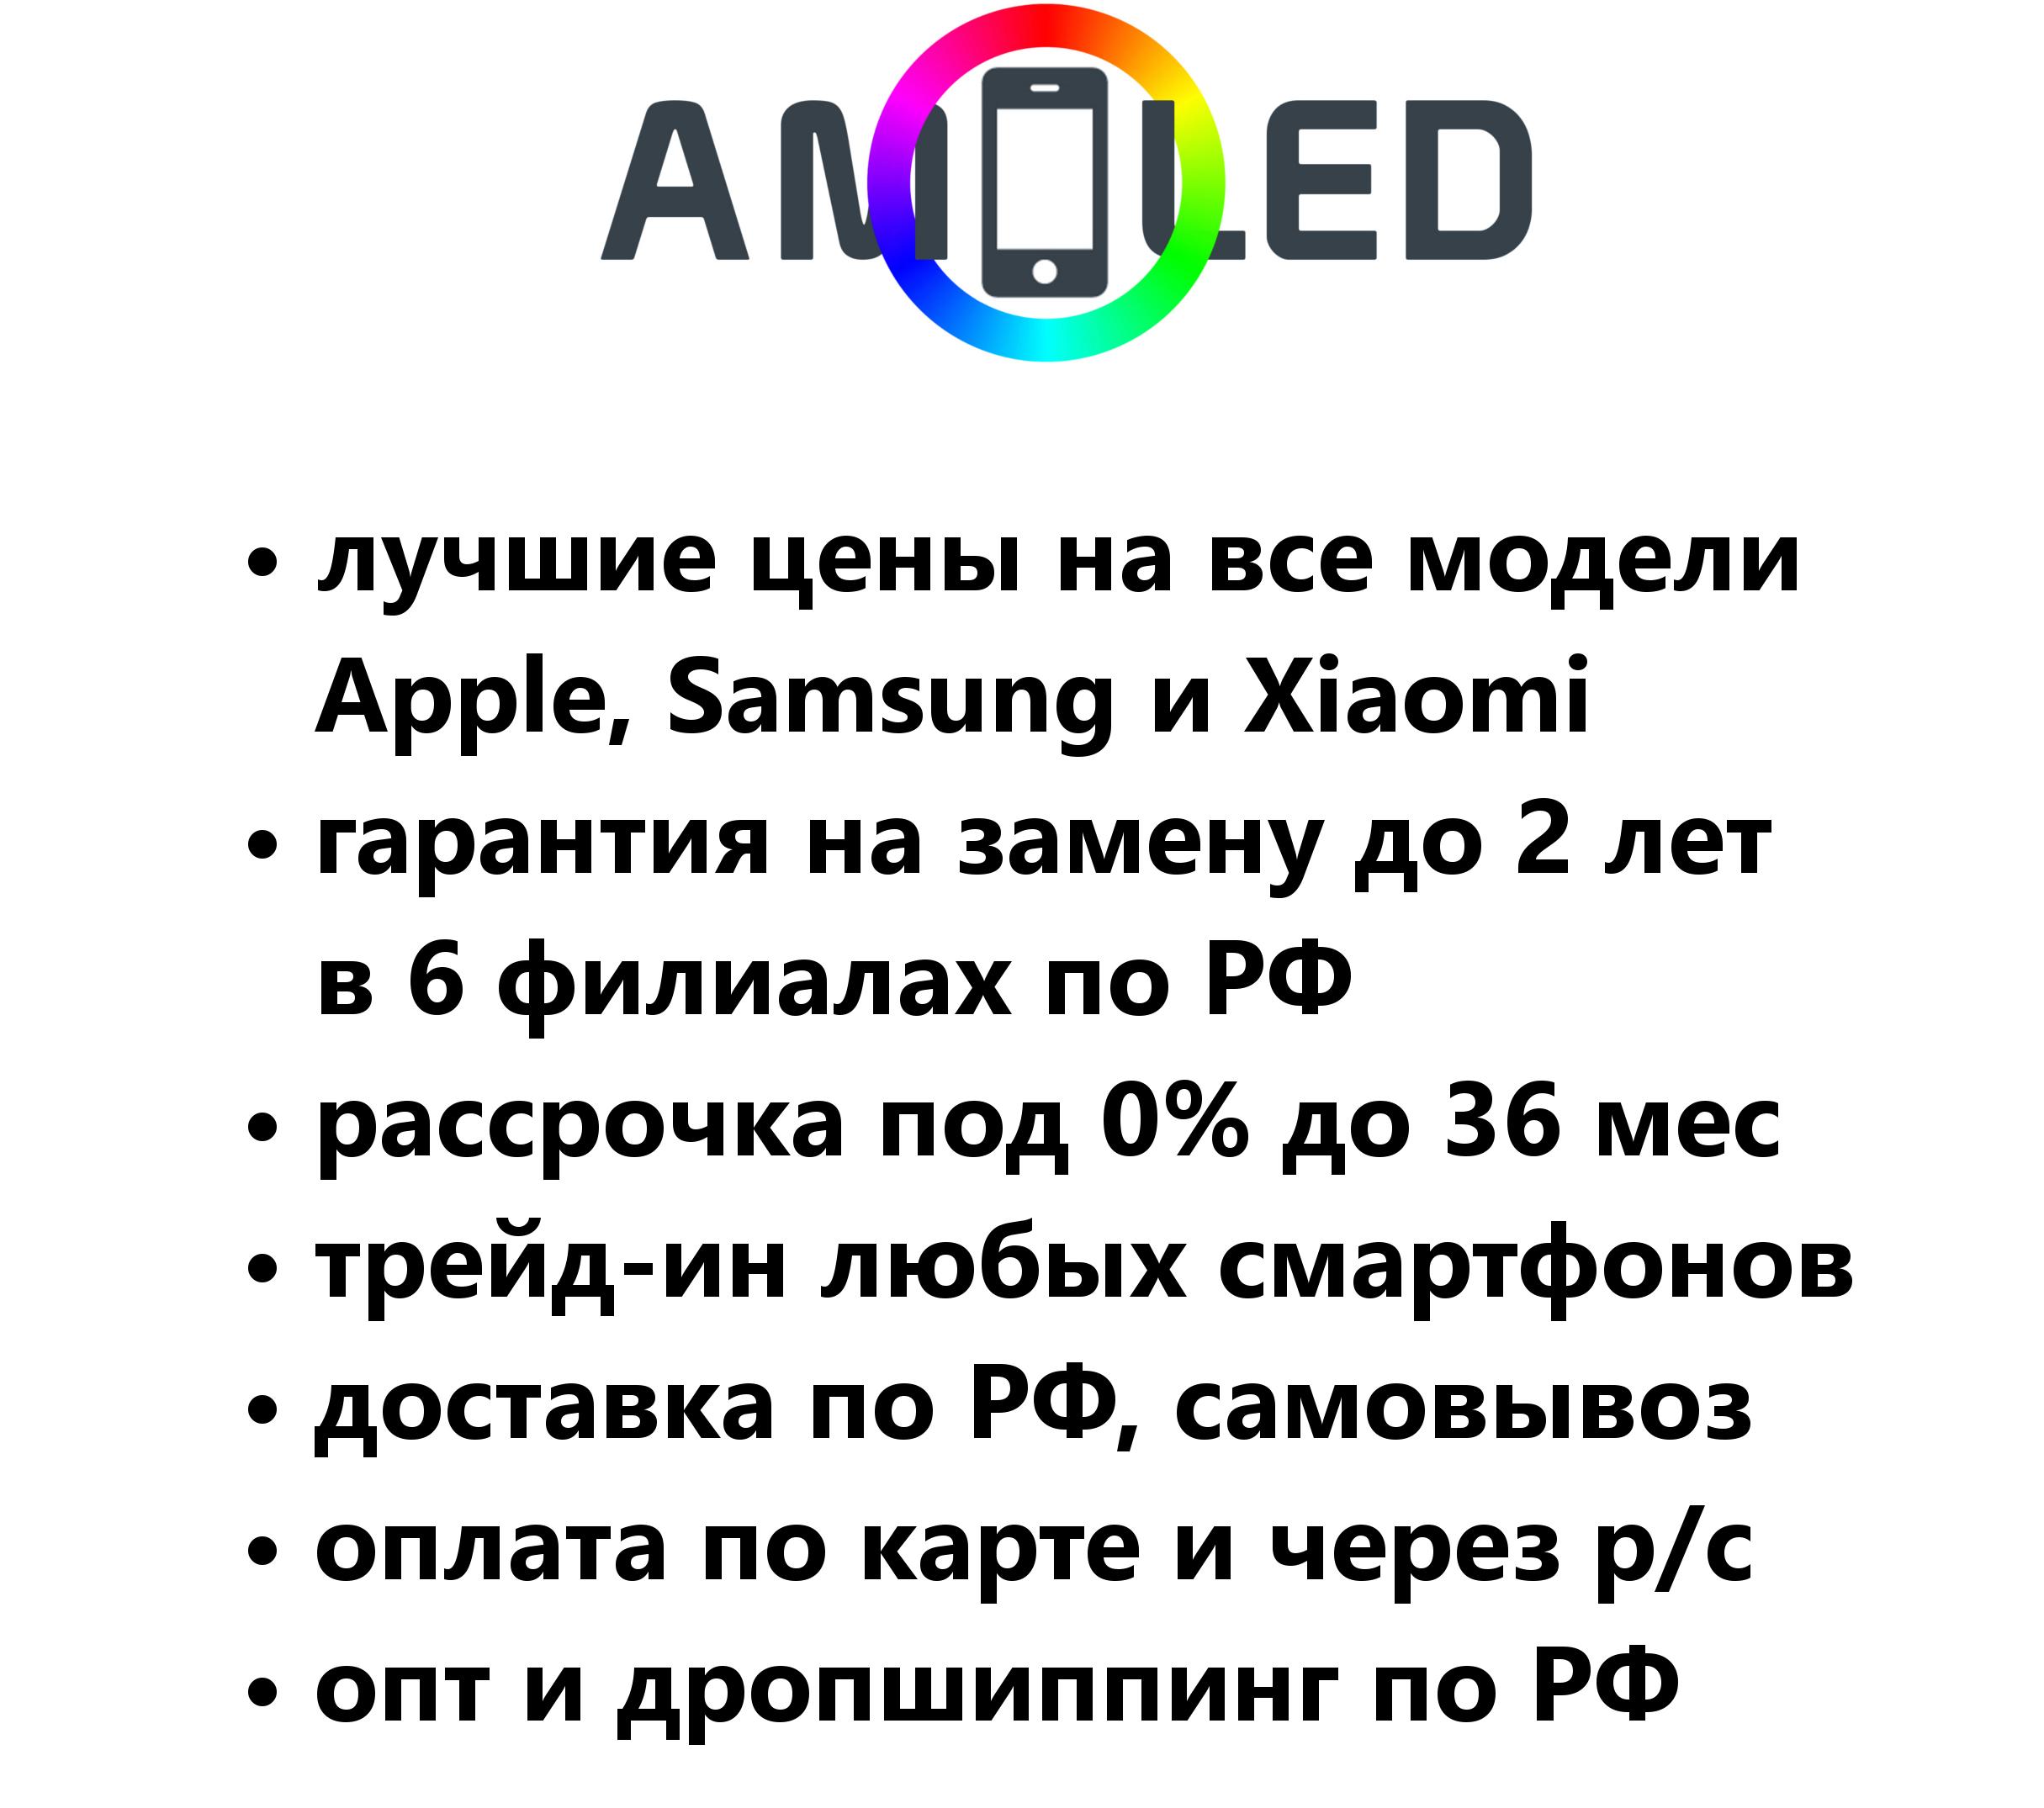 AMOLED
• лучшие цены на все модели
Apple, Samsung и Xiaomi
• гарантия на замену до 2 лет
в 6 филиалах по РФ
• рассрочка под 0% до 36 мес
• трейд-ин любых смартфонов
• доставка по РФ, самовывоз
• оплата по карте и через р/с
• опт и дропшиппинг по РФ